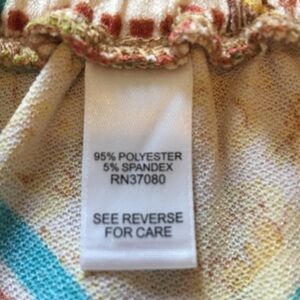 95% POLYESTER
5% SPANDEX
RN37080
SEE REVERSE
FOR CARE